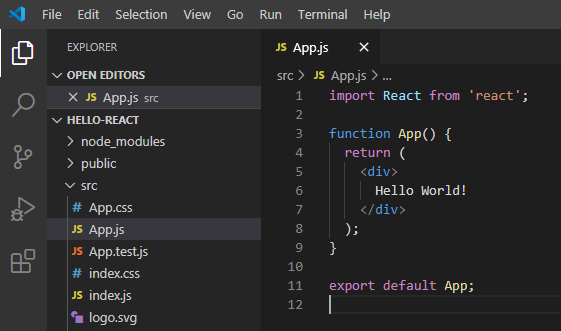 File Edit Selection View Go Run Terminal Help
EXPLORER
OPEN EDITORS
JS App.js src
HELLO-REACT
node_modules
public
src
# App.css
JS App.js
JS App.test.js
# index.css
JS index.js
logo.svg
JS App.js
src > JS App.js > ...
1 import React from 'react';
2
3 function App() {
4 return (
5 <div>
6 Hello World!
7 </div>
8 );
9 }
10
11 export default App;
12